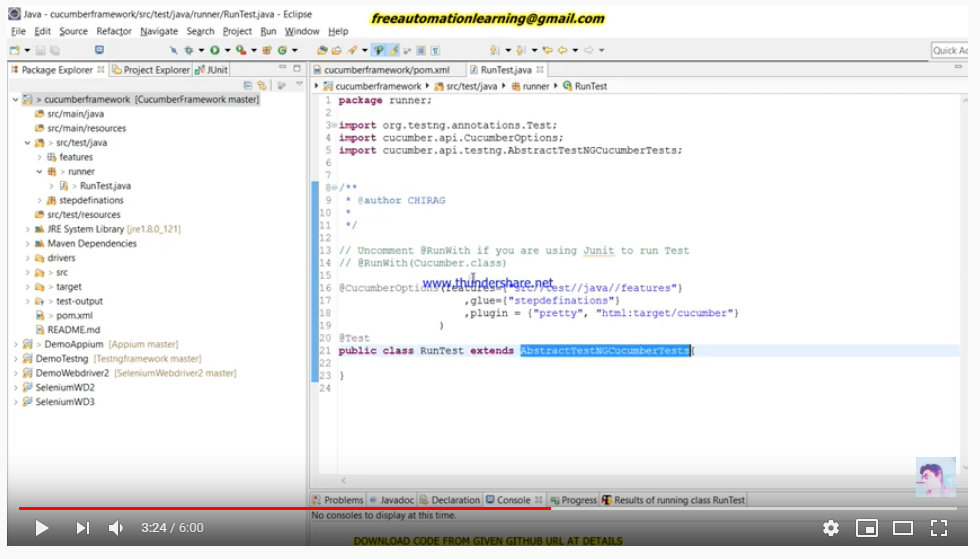 freeautomationlearning@gmail.com
Java - cucumberframework/src/test/java/runner/RunTest.java - Eclipse
File Edit Source Refactor Navigate Search Project Run Window Help
Quick Ac
Package Explorer Project Explorer JUnit
> cucumberframework [CucumberFramework master]
src/main/java
src/main/resources
> src/test/java
features
> runner
> RunTest.java
stepdefinations
src/test/resources
JRE System Library [jre1.8.0_121]
Maven Dependencies
drivers
> src
> target
> test-output
> pom.xml
README.md
> DemoAppium [Appium master]
DemoTestng [Testngframework master]
DemoWebdriver2 [SeleniumWebdriver2 master]
SeleniumWD2
SeleniumWD3
cucumberframework/pom.xml RunTest.java
cucumberframework src/test/java runner RunTest
1 package runner;
2
3 import org.testng.annotations.Test;
4 import cucumber.api.CucumberOptions;
5 import cucumber.api.testng.AbstractTestNGCucumberTests;
6
7
8 /**
9 * @author CHIRAG
10 *
11 */
12
13 // Uncomment @RunWith if you are using Junit to run Test
14 // @RunWith(Cucumber.class)
15
www.thundershare.net
16 @CucumberOptions(features={"src//test//java//features"}
17 ,glue={"stepdefinations"}
18 ,plugin = {"pretty", "html:target/cucumber"}
19 )
20 @Test
21 public class RunTest extends AbstractTestNGCucumberTests{
22
23 }
24
Problems Javadoc Declaration Console Progress Results of running class RunTest
No consoles to display at this time.
3:24 / 6:00
DOWNLOAD CODE FROM GIVEN GITHUB URL AT DETAILS